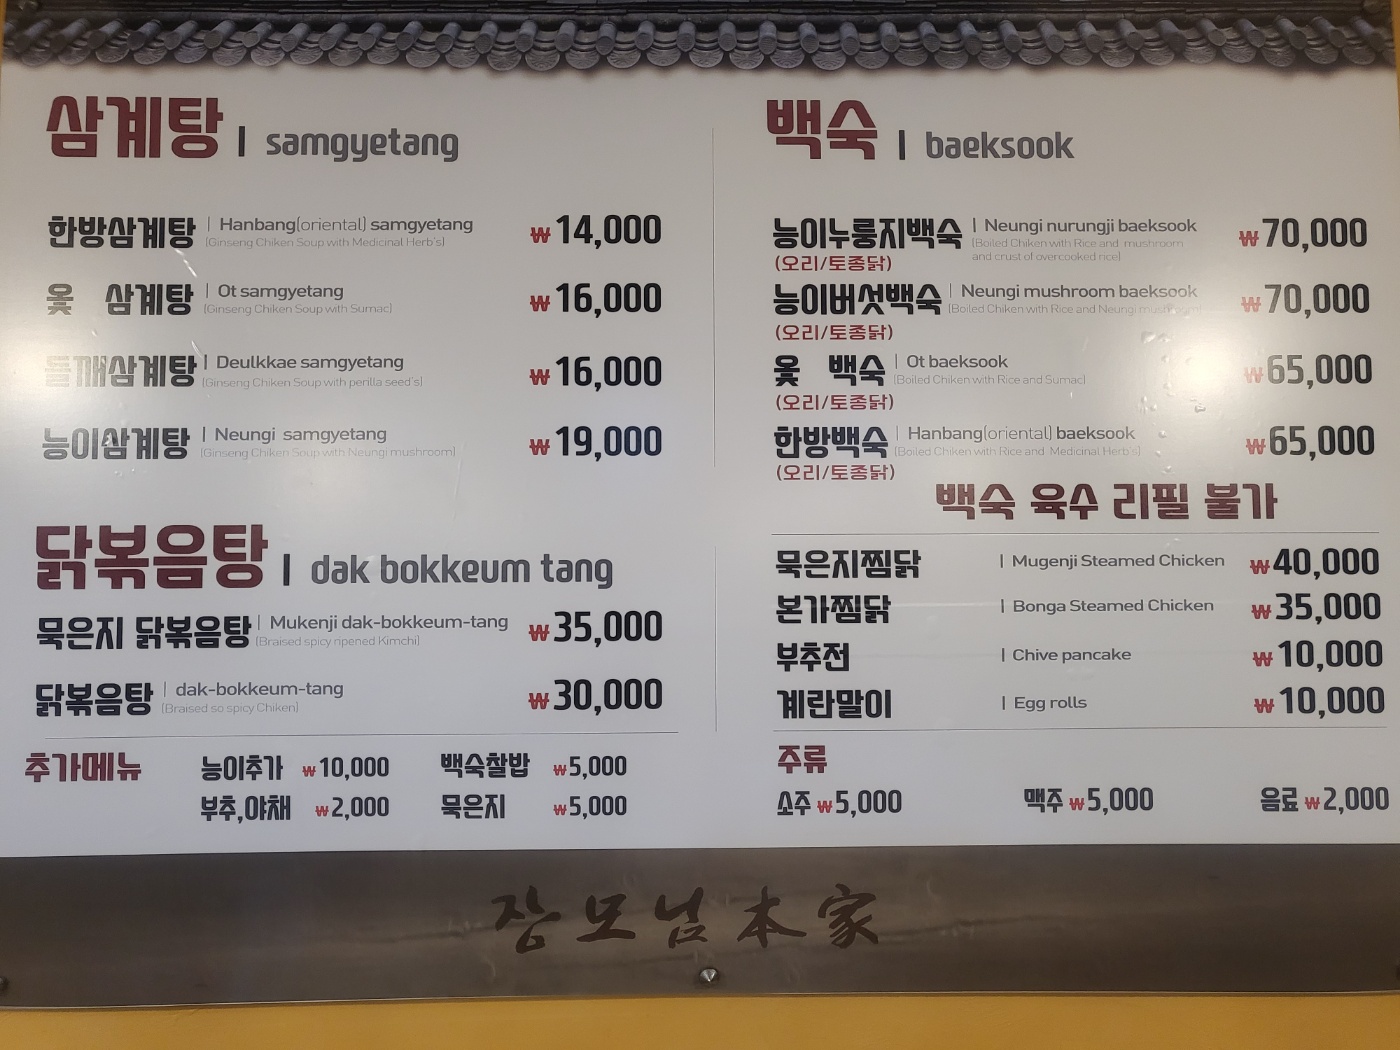 삼계탕 | samgyetang
한방삼계탕 | Hanbang(oriental) samgyetang ₩14,000
(Ginseng Chiken Soup with Medicinal Herb's)
옻 삼계탕 | Ot samgyetang ₩16,000
(Ginseng Chiken Soup with Sumac)
들깨삼계탕 | Deulkkae samgyetang ₩16,000
(Ginseng Chiken Soup with perilla seed's)
능이삼계탕 | Neungi samgyetang ₩19,000
(Ginseng Chiken Soup with Neungi mushroom)
닭볶음탕 | dak bokkeum tang
묵은지 닭볶음탕 | Mukenji dak-bokkeum-tang ₩35,000
(Braised spicy ripened Kimchi)
닭볶음탕 | dak-bokkeum-tang ₩30,000
(Braised so spicy Chiken)
추가메뉴
능이추가 ₩10,000 백숙찰밥 ₩5,000
부추,야채 ₩2,000 묵은지 ₩5,000
백숙 | baeksook
능이누룽지백숙 | Neungi nurungji baeksook ₩70,000
(Boiled Chiken with Rice and mushroom
and crust of overcooked rice)
(오리/토종닭)
능이버섯백숙 | Neungi mushroom baeksook ₩70,000
(Boiled Chiken with Rice and Neungi mushroom)
(오리/토종닭)
옻 백숙 | Ot baeksook ₩65,000
(Boiled Chiken with Rice and Sumac)
(오리/토종닭)
한방백숙 | Hanbang(oriental) baeksook ₩65,000
(Boiled Chiken with Rice and Medicinal Herb's)
(오리/토종닭)
백숙 육수 리필 불가
묵은지찜닭 | Mugenji Steamed Chicken ₩40,000
본가찜닭 | Bonga Steamed Chicken ₩35,000
부추전 | Chive pancake ₩10,000
계란말이 | Egg rolls ₩10,000
주류
소주 ₩5,000 맥주 ₩5,000 음료 ₩2,000
장모님本家